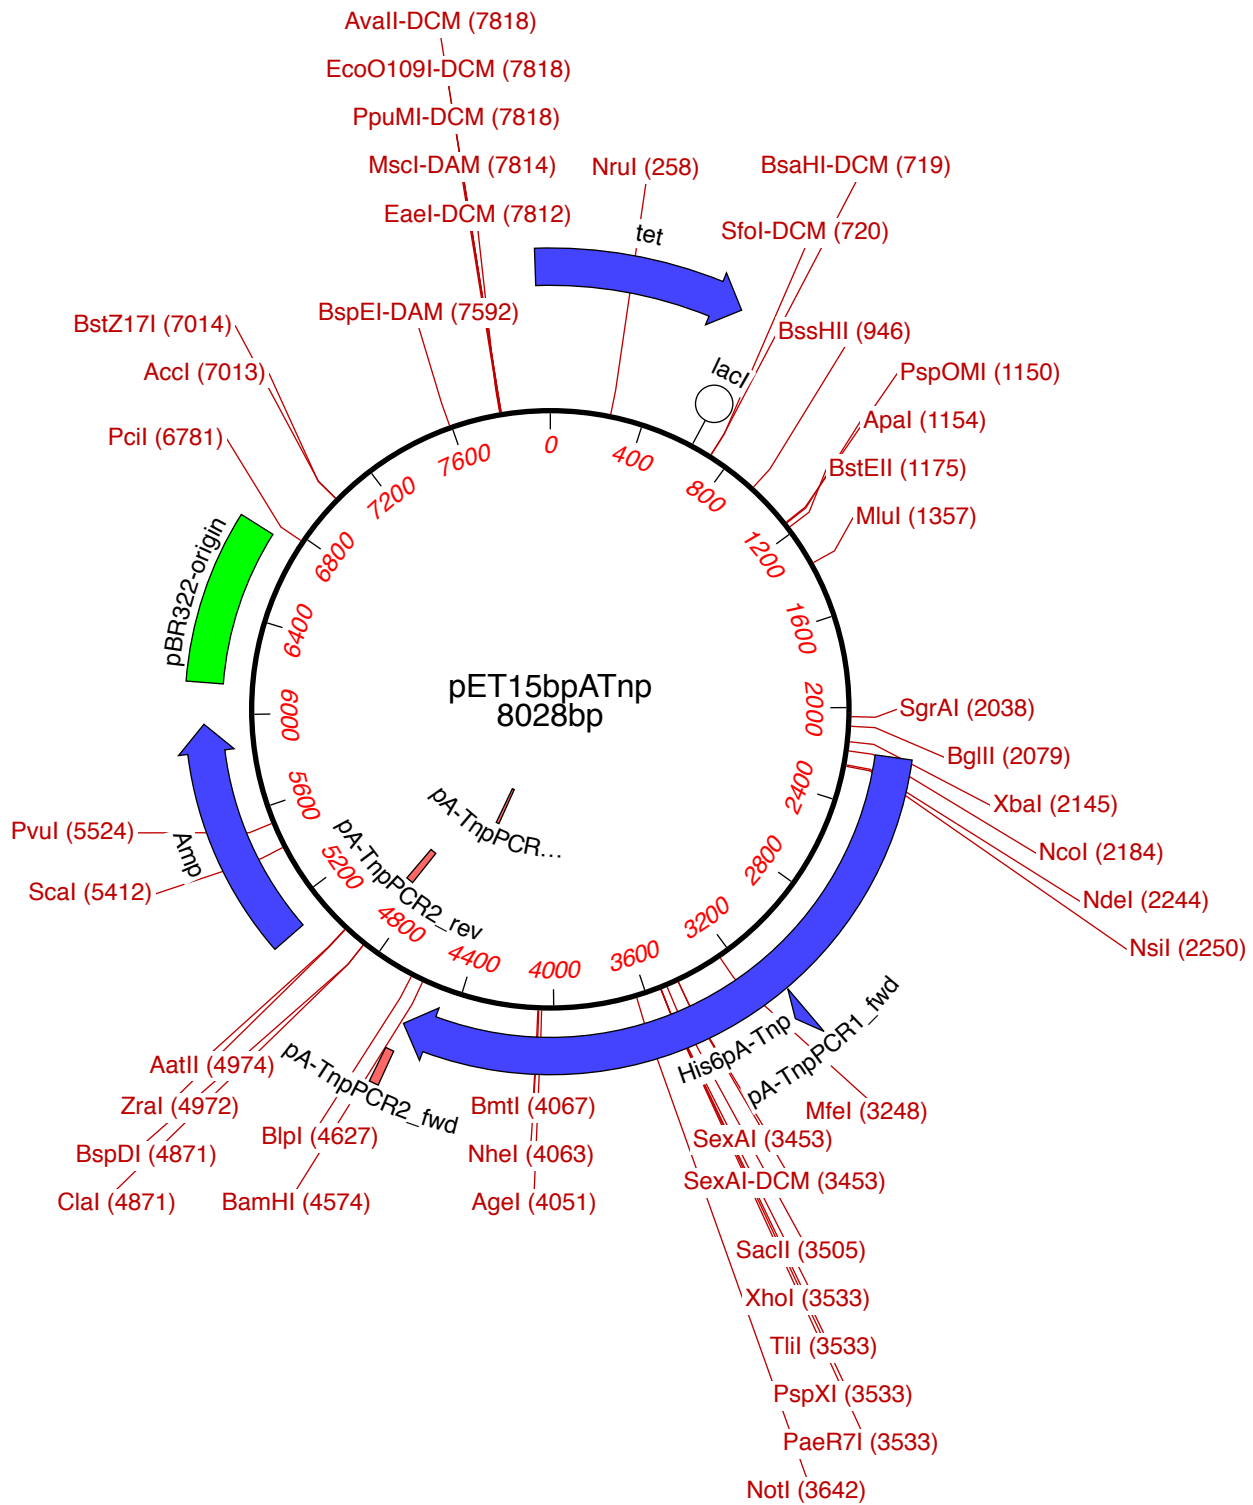 AvaII-DCM (7818)
EcoO109I-DCM (7818)
PpuMI-DCM (7818)
MscI-DAM (7814)
NruI (258)
BsaHI-DCM (719)
EaeI-DCM (7812)
SfoI-DCM (720)
tet
BspEI-DAM (7592)
BstZ17I (7014)
BssHII (946)
AccI (7013)
lacI
PspOMI (1150)
ApaI (1154)
PciI (6781)
BstEII (1175)
MluI (1357)
0
400
800
1200
1600
2000
2400
2800
3200
3600
4000
4400
4800
5200
5600
6000
6400
6800
7200
7600
pBR322-origin
pET15bpATnp
8028bp
SgrAI (2038)
BglII (2079)
XbaI (2145)
NcoI (2184)
NdeI (2244)
NsiI (2250)
pA-TnpPCR...
pA-TnpPCR2_rev
PvuI (5524)
Amp
ScaI (5412)
His6pA-Tnp
pA-TnpPCR1_fwd
pA-TnpPCR2_fwd
AatII (4974)
ZraI (4972)
BspDI (4871)
ClaI (4871)
BlpI (4627)
BamHI (4574)
BmtI (4067)
NheI (4063)
AgeI (4051)
MfeI (3248)
SexAI (3453)
SexAI-DCM (3453)
SacII (3505)
XhoI (3533)
TliI (3533)
PspXI (3533)
PaeR7I (3533)
NotI (3642)